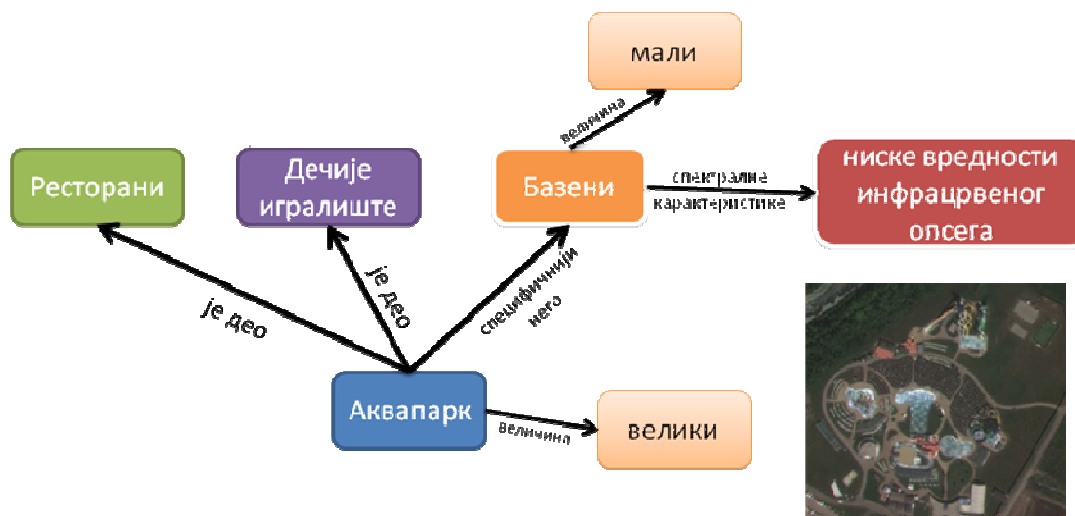 мали
величина
Ресторани
Дечије
игралиште
Базени
спектралне
карактеристике
ниске вредности
инфрацрвеног
опсега
је део
је део
специфичнији
него
Аквапарк
Величина
велики